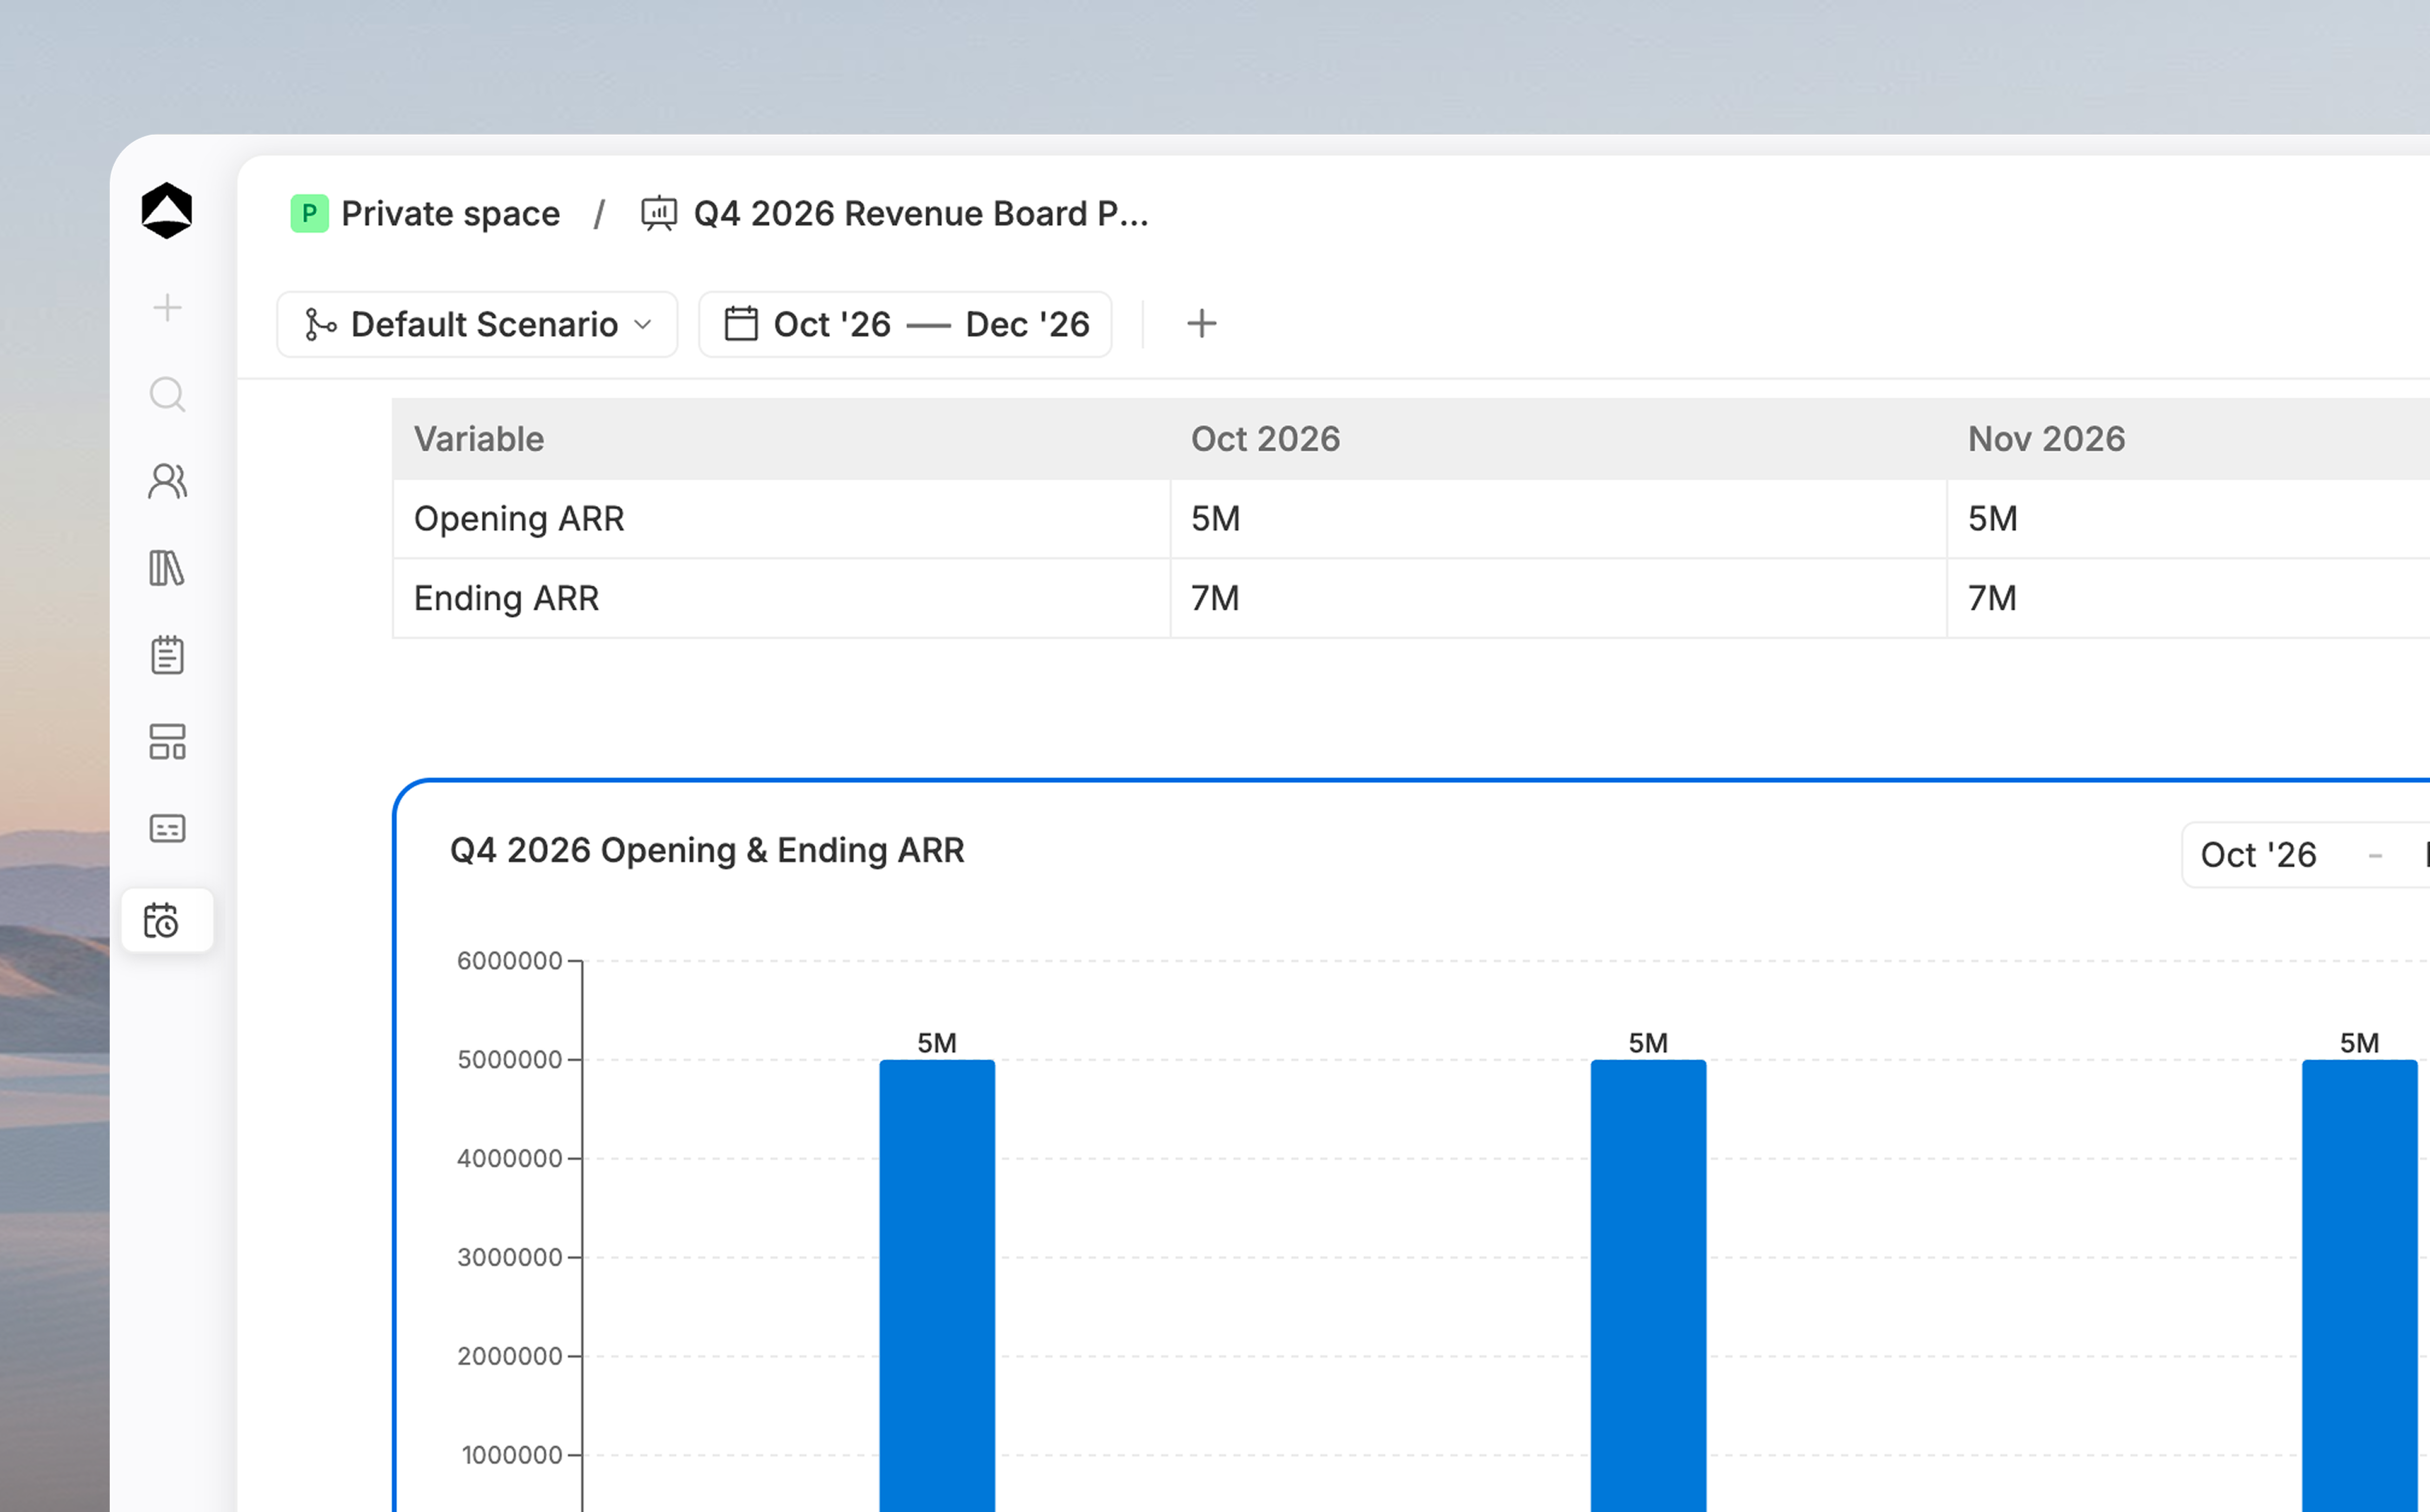 P Private space / Q4 2026 Revenue Board P...
Default Scenario Oct '26 — Dec '26
Variable Oct 2026 Nov 2026
Opening ARR 5M 5M
Ending ARR 7M 7M
Q4 2026 Opening & Ending ARR Oct '26 -
6000000
5M 5M 5M
5000000
4000000
3000000
2000000
1000000